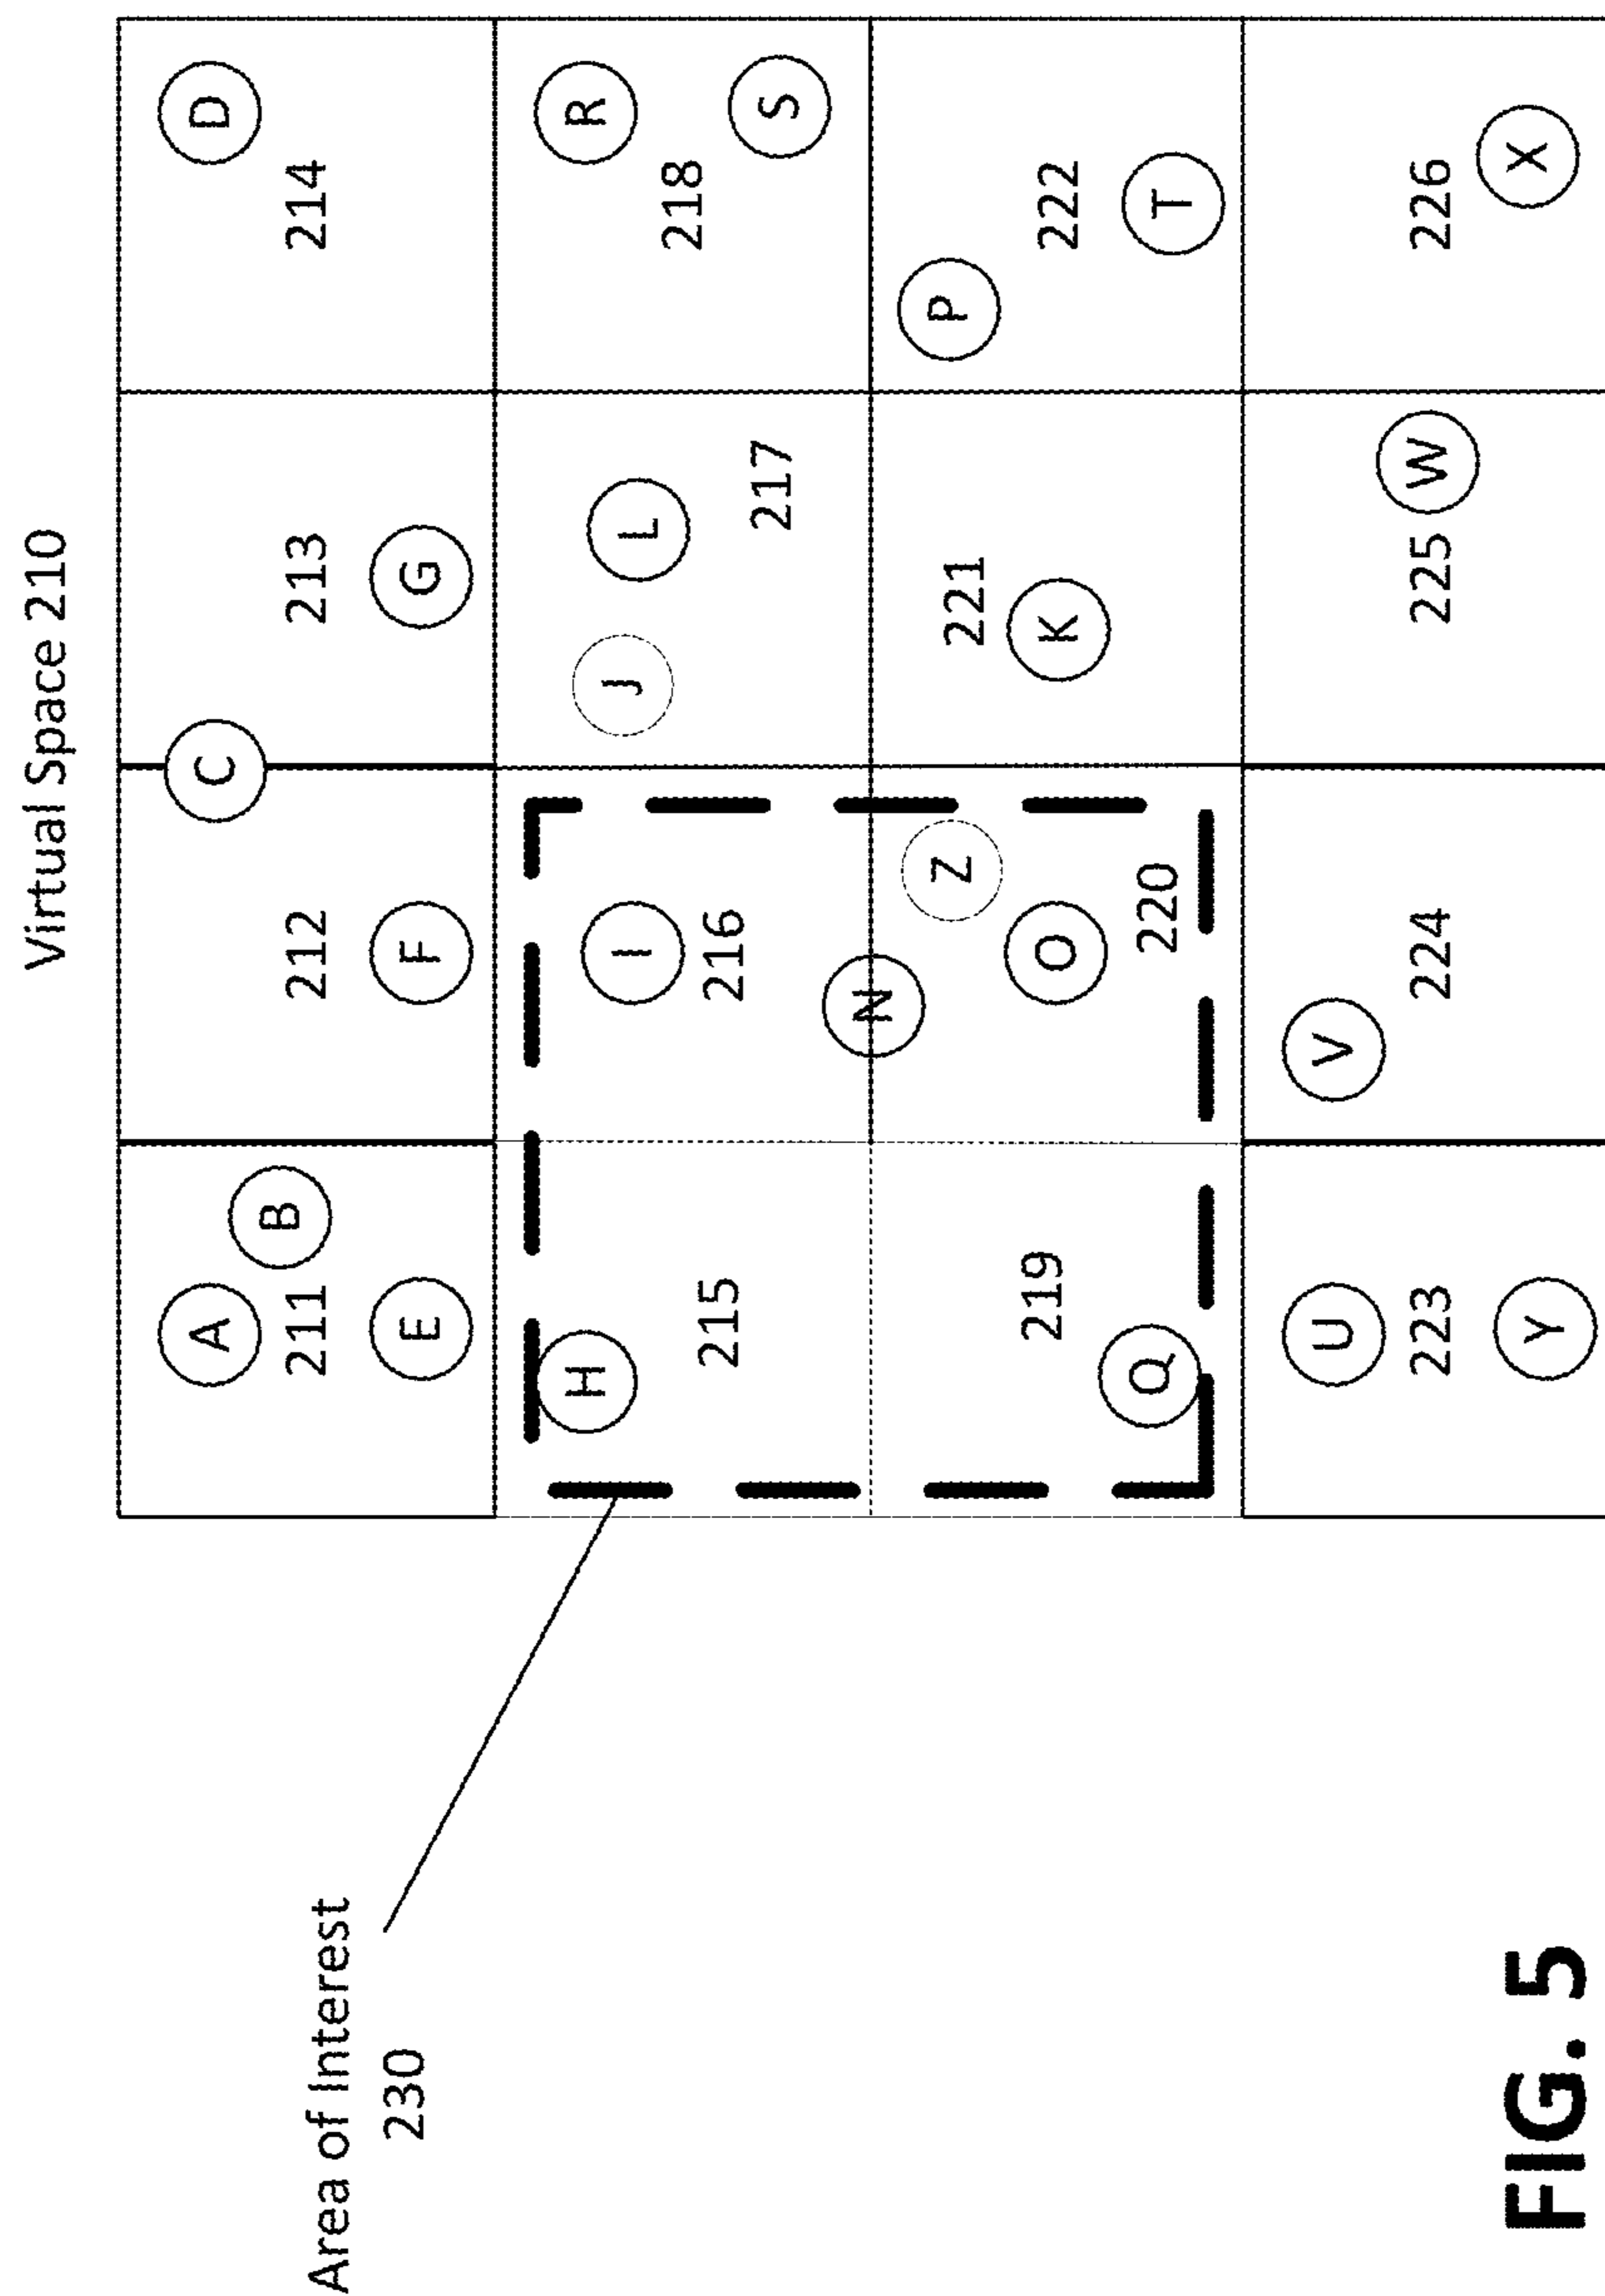 Virtual Space 210
A
B
211
E
212
F
C
213
G
D
214
H
215
I
216
N
J
L
217
R
218
S
219
Q
Z
O
220
221
K
P
222
T
U
223
Y
V
224
225
W
226
X
Area of Interest
230
FIG. 5